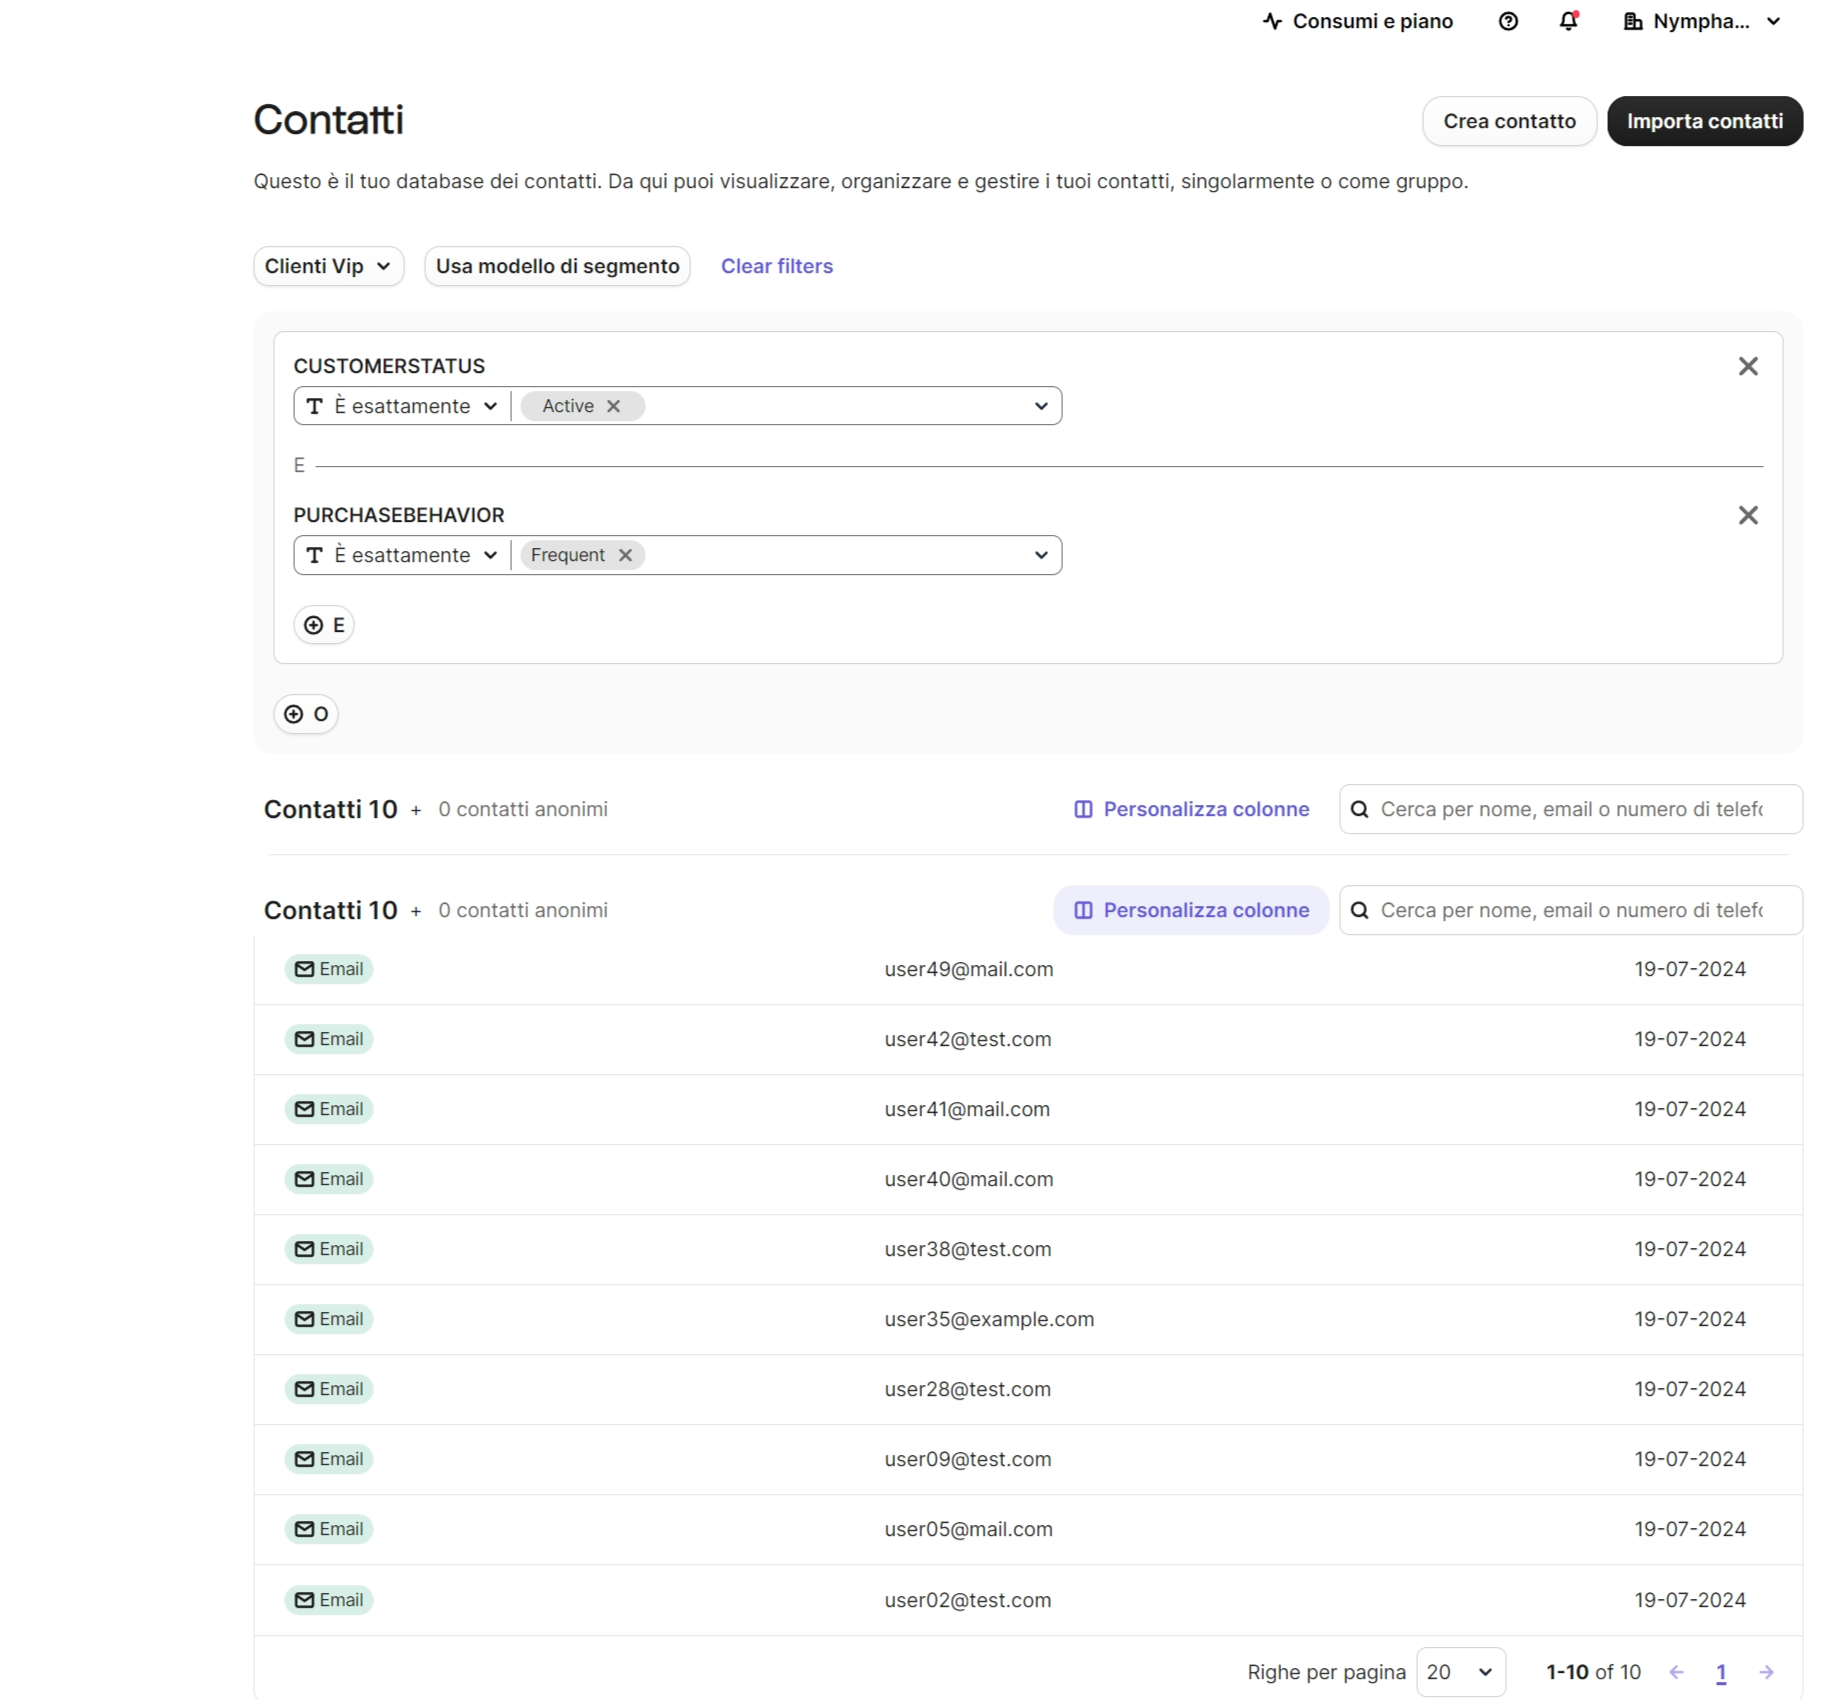 Consumi e piano Nympha...
Contatti
Crea contatto Importa contatti
Questo è il tuo database dei contatti. Da qui puoi visualizzare, organizzare e gestire i tuoi contatti, singolarmente o come gruppo.
Clienti Vip Usa modello di segmento Clear filters
CUSTOMERSTATUS
È esattamente Active
E
PURCHASEBEHAVIOR
È esattamente Frequent
E
O
Contatti 10 + 0 contatti anonimi Personalizza colonne Cerca per nome, email o numero di telefo
Contatti 10 + 0 contatti anonimi Personalizza colonne Cerca per nome, email o numero di telefo
Email user49@mail.com 19-07-2024
Email user42@test.com 19-07-2024
Email user41@mail.com 19-07-2024
Email user40@mail.com 19-07-2024
Email user38@test.com 19-07-2024
Email user35@example.com 19-07-2024
Email user28@test.com 19-07-2024
Email user09@test.com 19-07-2024
Email user05@mail.com 19-07-2024
Email user02@test.com 19-07-2024
Righe per pagina 20 1-10 of 10 1